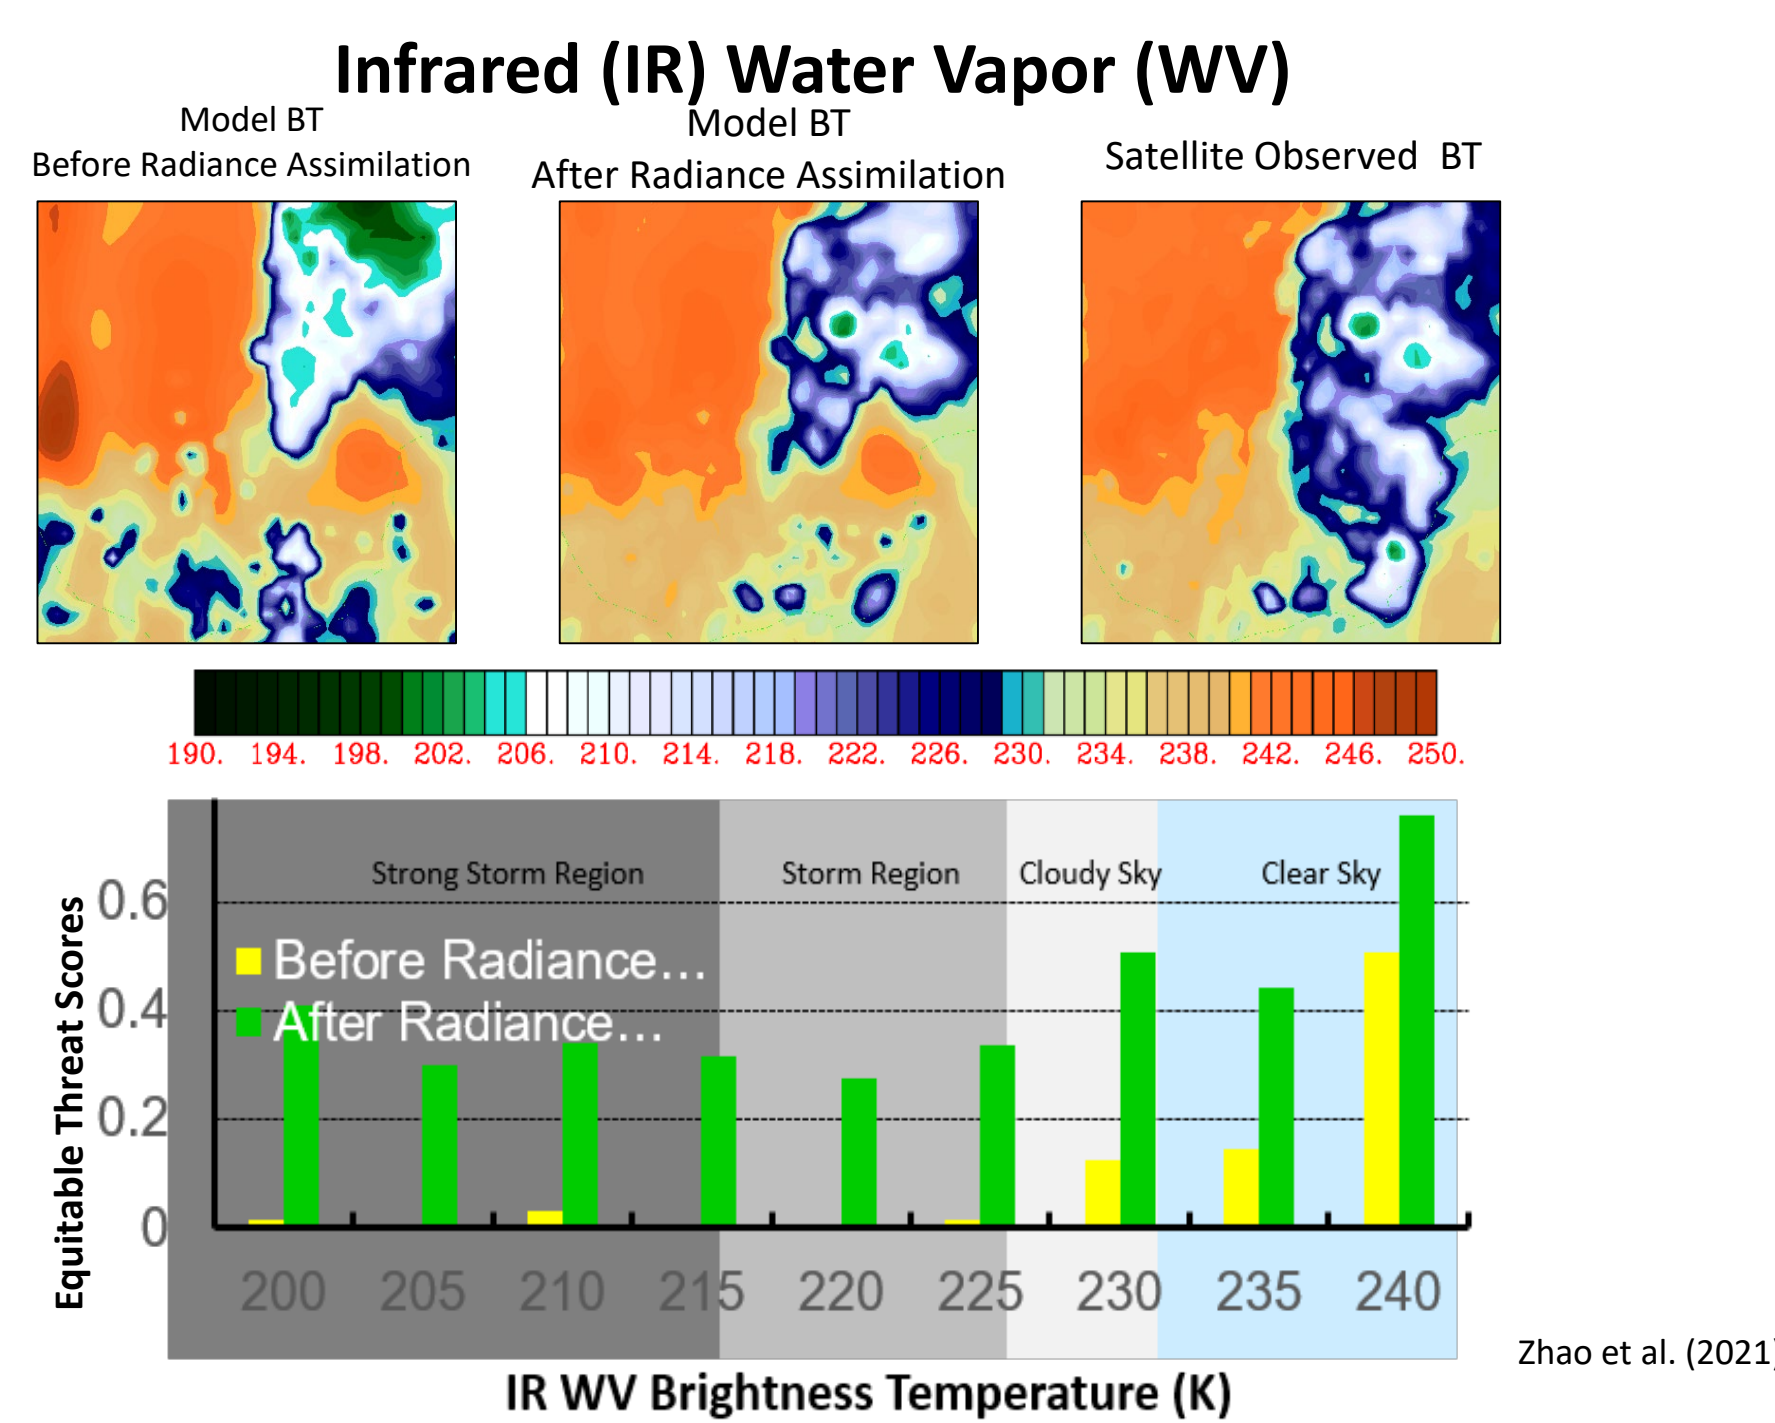 Infrared (IR) Water Vapor (WV)
Model BT
Before Radiance Assimilation
Model BT
After Radiance Assimilation
Satellite Observed BT
190. 194. 198. 202. 206. 210. 214. 218. 222. 226. 230. 234. 238. 242. 246. 250.
Strong Storm Region
Storm Region
Cloudy Sky
Clear Sky
Before Radiance...
After Radiance...
Equitable Threat Scores
0.6
0.4
0.2
0
200 205 210 215 220 225 230 235 240
IR WV Brightness Temperature (K)
Zhao et al. (2021)